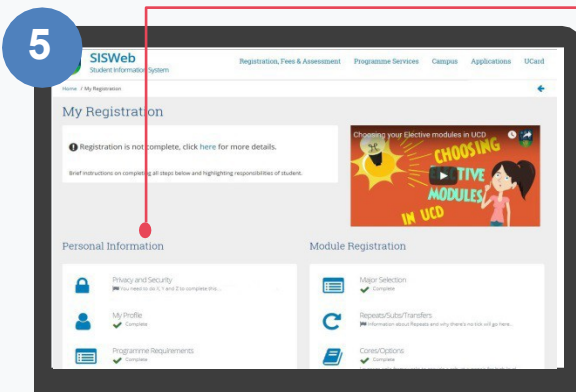 5
SISWeb
Student Information System
Registration, Fees & Assessment Programme Services Campus Applications UCard
Home / My Registration
My Registration
Registration is not complete, click here for more details.
Brief instructions on completing all steps below and highlighting responsibilities of student.
Choosing your Elective modules in UCD
CHOOSING
TIVE
MODULES
IN UCD
Personal Information
Privacy and Security
You need to do X, Y and Z to complete this...
My Profile
Complete
Programme Requirements
Complete
Module Registration
Major Selection
Complete
Repeats/Subs/Transfers
Information about Repeats and why there's no tick will go here..
Cores/Options
Complete